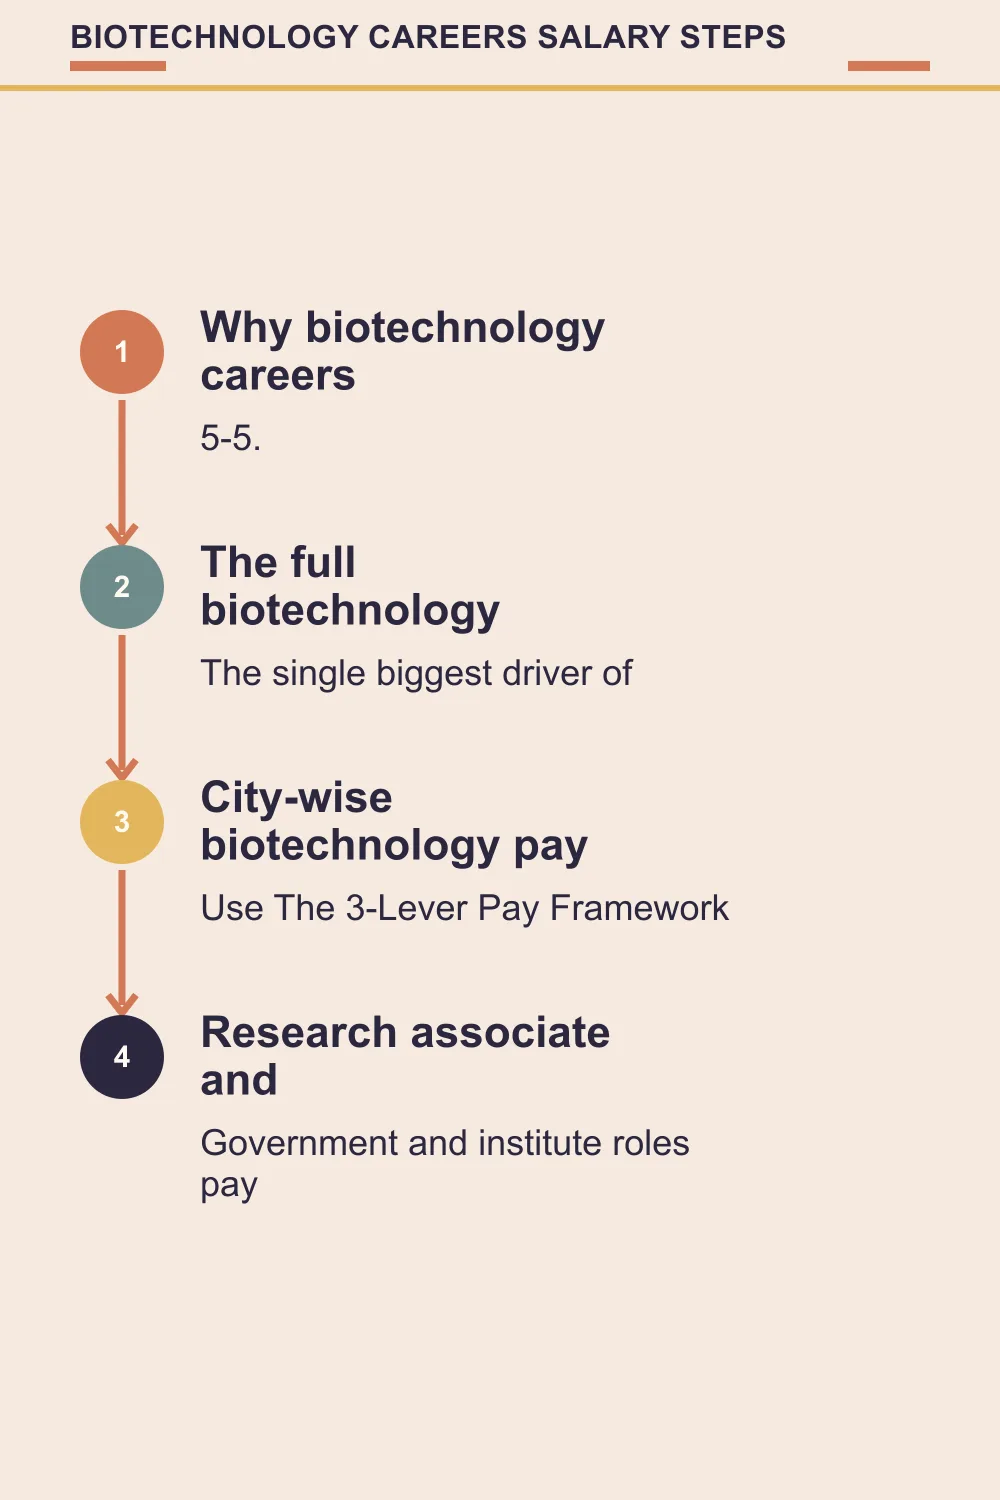 BIOTECHNOLOGY CAREERS SALARY STEPS
1
Why biotechnology
careers
5-5.
2
The full
biotechnology
The single biggest driver of
3
City-wise
biotechnology pay
Use The 3-Lever Pay Framework
4
Research associate
and
Government and institute roles
pay